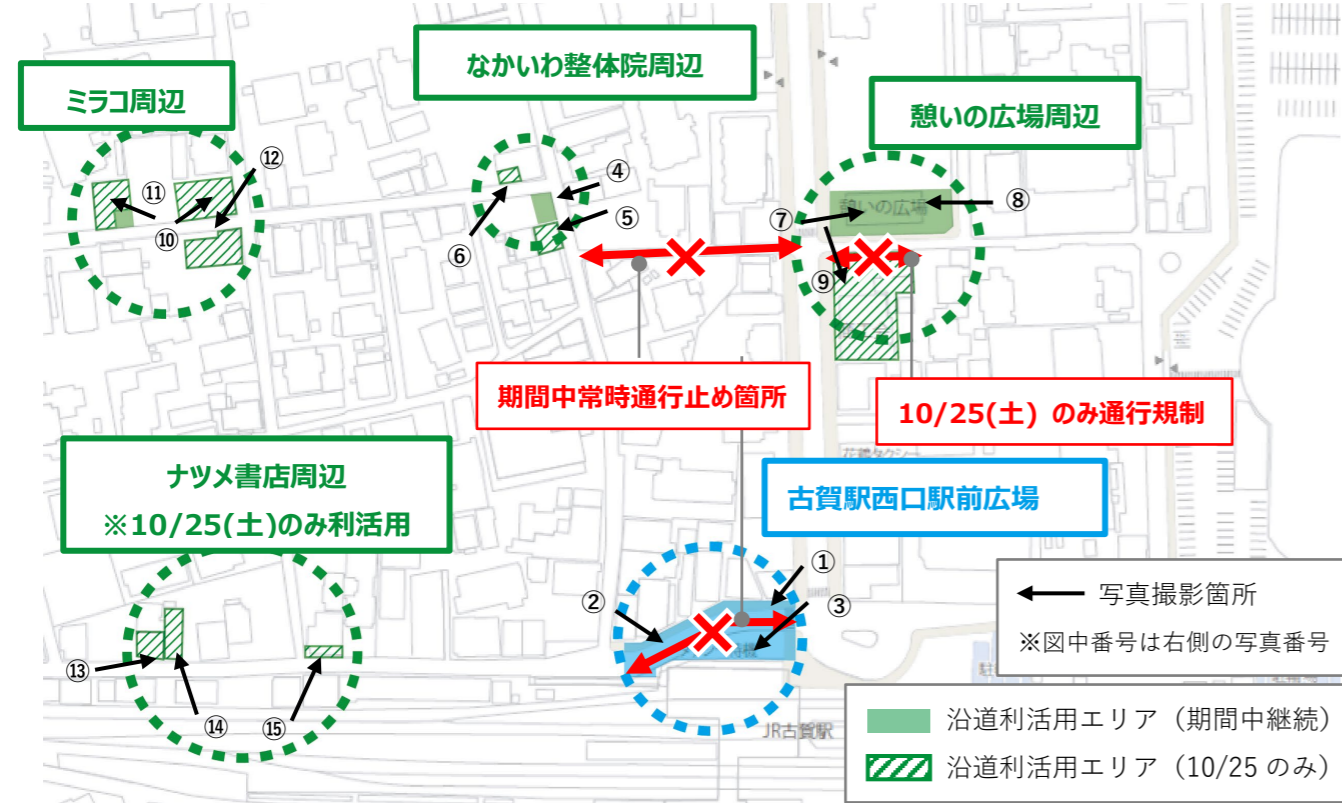 なかいわ整体院周辺
ミラコ周辺
憩いの広場周辺
⑫
⑪
④
⑧
⑦
憩いの広場
⑤
⑩
⑥
⑨
期間中常時通行止め箇所
10/25(土) のみ通行規制
花鶴タクシー
ナツメ書店周辺
※10/25(土)のみ利活用
古賀駅西口駅前広場
①
②
③
写真撮影箇所
※図中番号は右側の写真番号
⑬
⑭
⑮
JR古賀駅
沿道利活用エリア（期間中継続）
沿道利活用エリア（10/25 のみ）